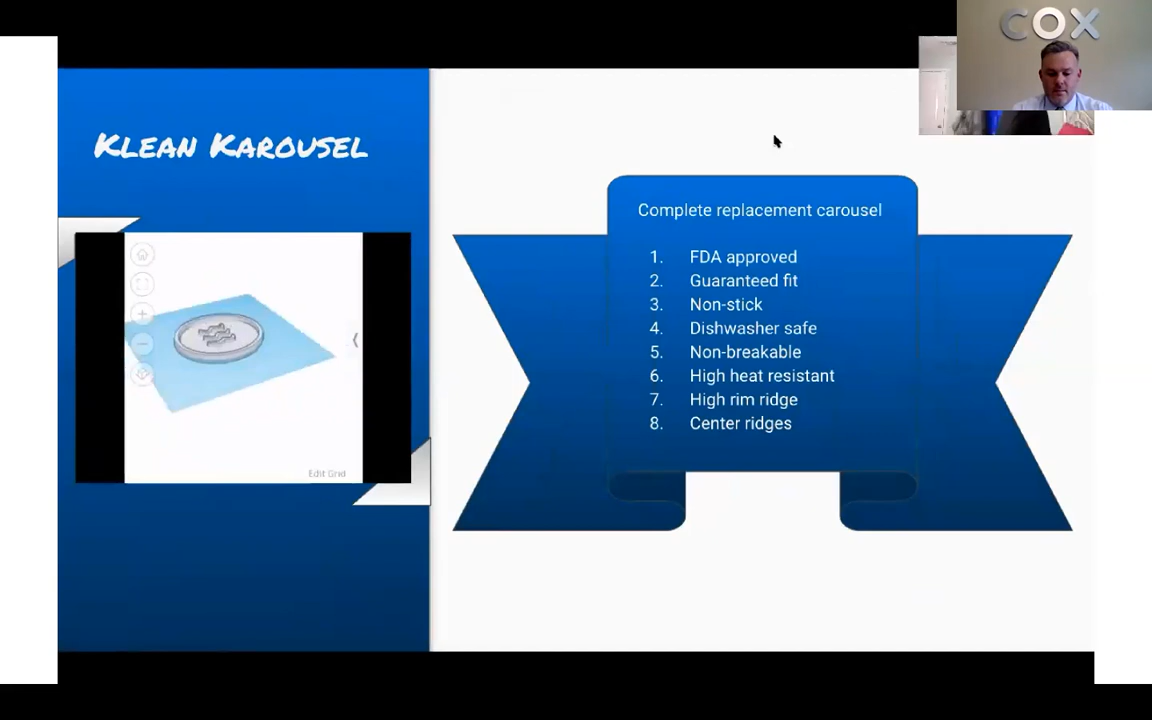 COX
KLEAN KAROUSEL
Complete replacement carousel
1. FDA approved
2. Guaranteed fit
3. Non-stick
4. Dishwasher safe
5. Non-breakable
6. High heat resistant
7. High rim ridge
8. Center ridges
Edit Grid